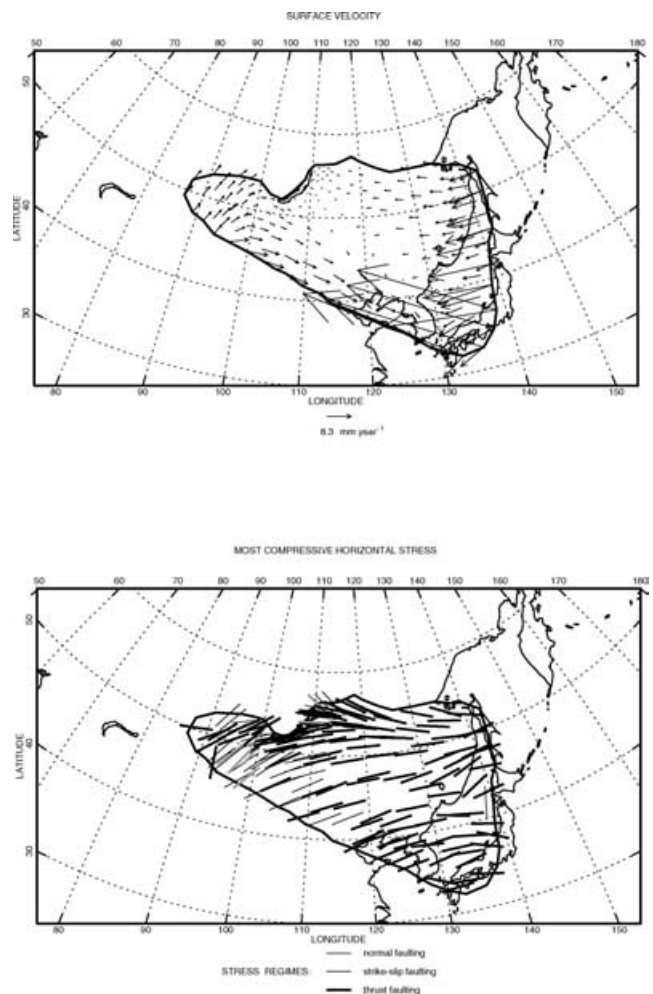 SURFACE VELOCITY
50 60 70 80 90 100 110 120 130 140 150 160 170 180
50
40
30
LATITUDE
80 90 100 110 120 130 140
LONGITUDE
8.3 mm year⁻¹
MOST COMPRESSIVE HORIZONTAL STRESS
50 60 70 80 90 100 110 120 130 140 150 160 170 180
50
40
30
LATITUDE
80 90 100 110 120 130 140
LONGITUDE
normal faulting
STRESS REGIMES: strike-slip faulting
thrust faulting